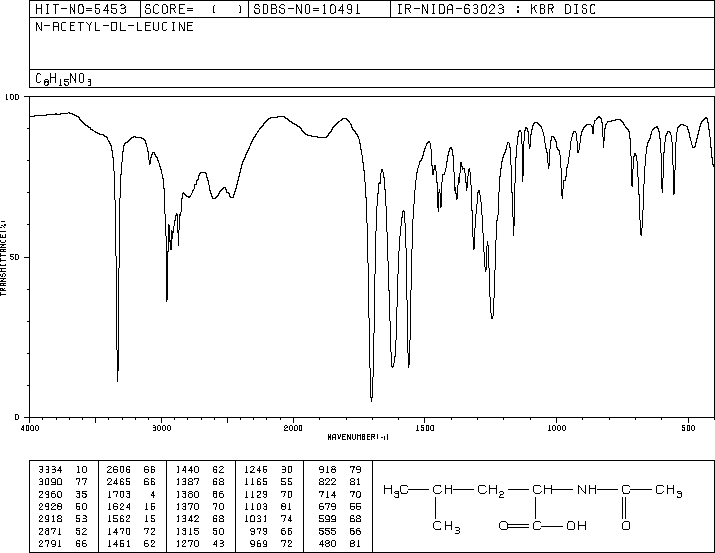 HIT-NO=5453 SCORE= ( ) SDBS-NO=10491 IR-NIDA-63023 : KBR DISC
N-ACETYL-DL-LEUCINE
C8H15NO3
100
50
0
TRANSMITTANCE(%)
4000 3000 2000 1500 1000 500
WAVENUMBER(-1)
3334 10 2606 66 1440 62 1246 30 918 79
3090 77 2465 66 1387 68 1165 55 822 81
2960 35 1703 4 1380 86 1129 70 714 70
2928 60 1624 15 1370 70 1103 81 679 55
2918 53 1562 15 1342 68 1031 74 599 68
2871 52 1470 72 1315 50 979 66 555 66
2791 66 1451 62 1270 43 969 72 480 81
H3C CH CH2 CH NH C CH3
CH3 O C OH O